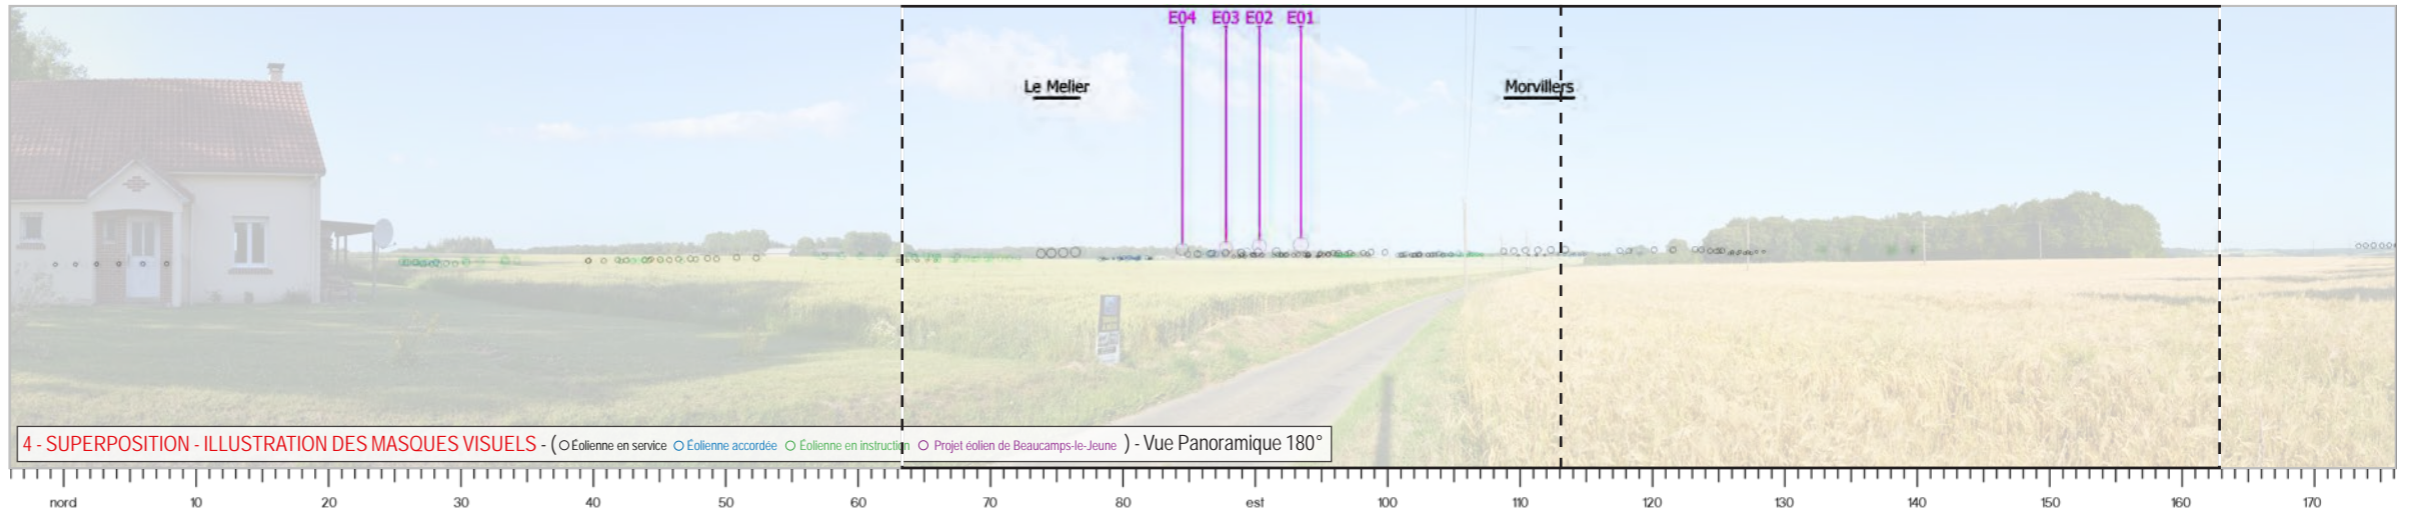 E04 E03 E02 E01
Le Melier
Morvillers
4 - SUPERPOSITION - ILLUSTRATION DES MASQUES VISUELS - ( Éolienne en service Éolienne accordée Éolienne en instruction Projet éolien de Beaucamps-le-Jeune ) - Vue Panoramique 180°
nord 10 20 30 40 50 60 70 80 est 100 110 120 130 140 150 160 170